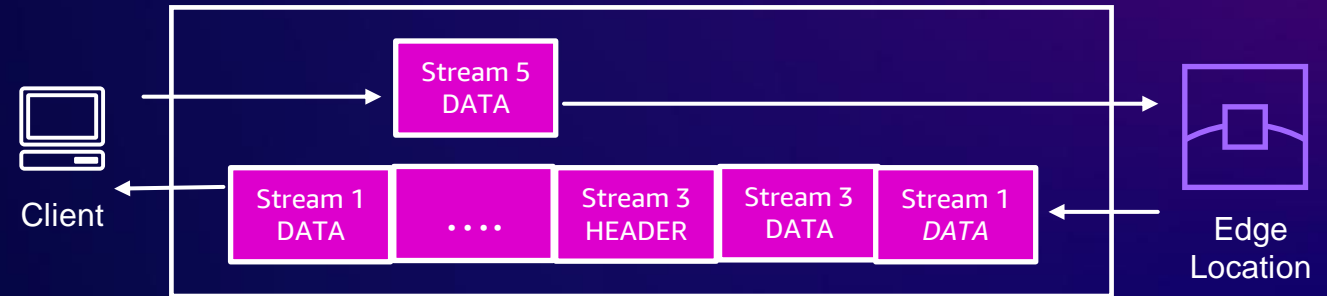 Stream 5
DATA
Client
Stream 1
DATA
....
Stream 3
HEADER
Stream 3
DATA
Stream 1
DATA
Edge
Location